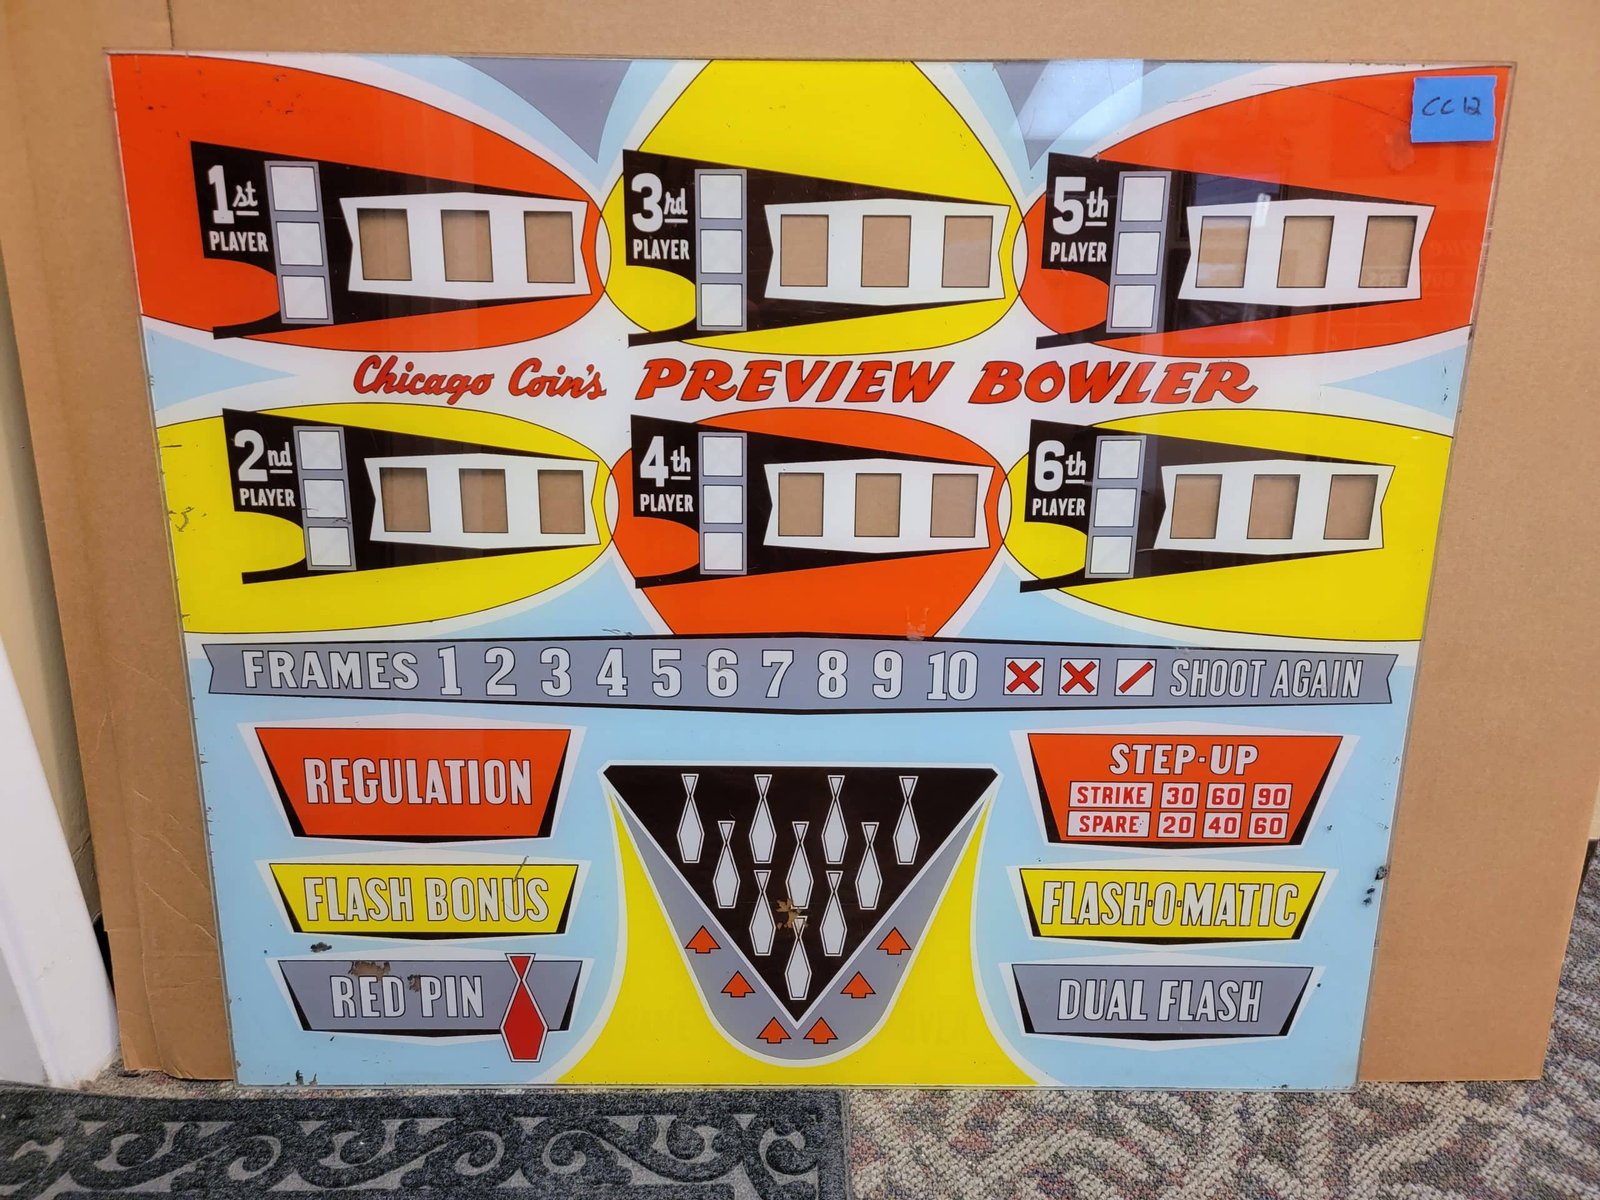 CC 12
1st
PLAYER
3rd
PLAYER
5th
PLAYER
Chicago Coin's PREVIEW BOWLER
2nd
PLAYER
4th
PLAYER
6th
PLAYER
FRAMES 1 2 3 4 5 6 7 8 9 10 SHOOT AGAIN
REGULATION
FLASH BONUS
RED PIN
STEP-UP
STRIKE 30 60 90
SPARE 20 40 60
FLASH-O-MATIC
DUAL FLASH